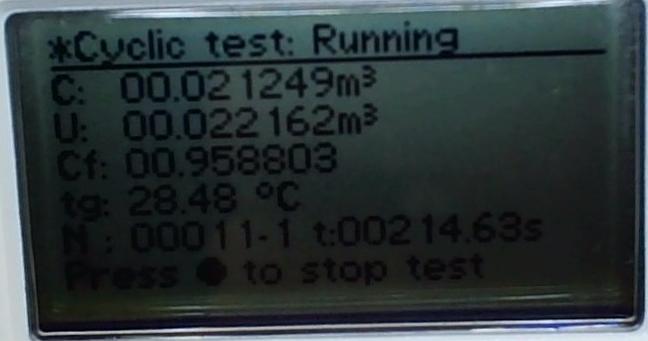 *Cyclic test: Running
C: 00.021249m³
U: 00.022162m³
Cf: 00.958803
tg: 28.48 °C
N : 00011-1 t:00214.63s
Press ● to stop test